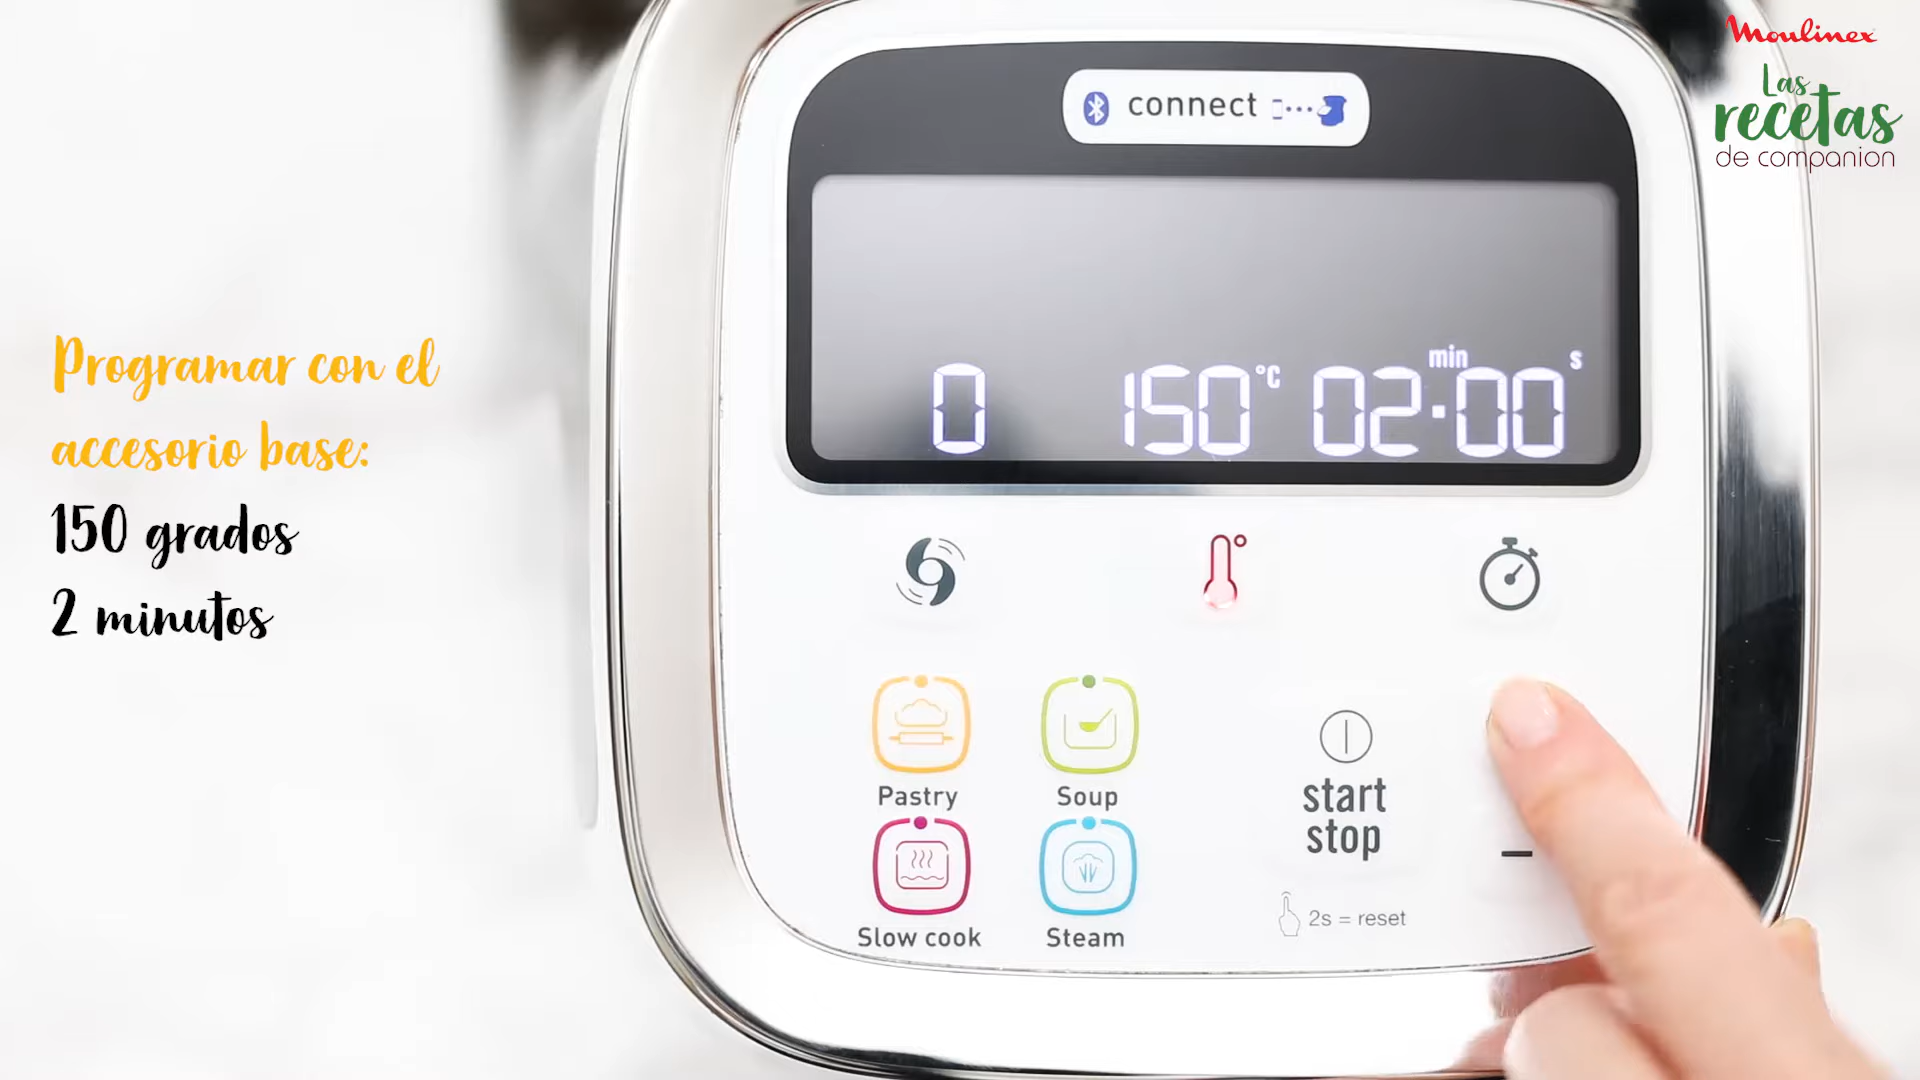 Moulinex
Las
recetas
de companion
connect
0 150°C 02:00 min s
Programar con el
accesorio base:
150 grados
2 minutos
Pastry
Soup
start
stop
–
Slow cook
Steam
2s = reset